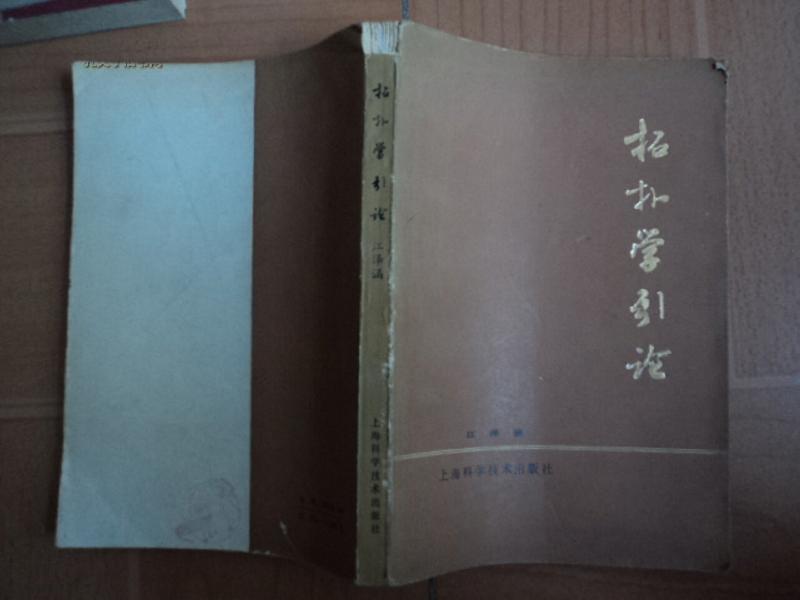 拓扑学引论
江泽涵
上海科学技术出版社
拓扑学引论
江泽涵
上海科学技术出版社